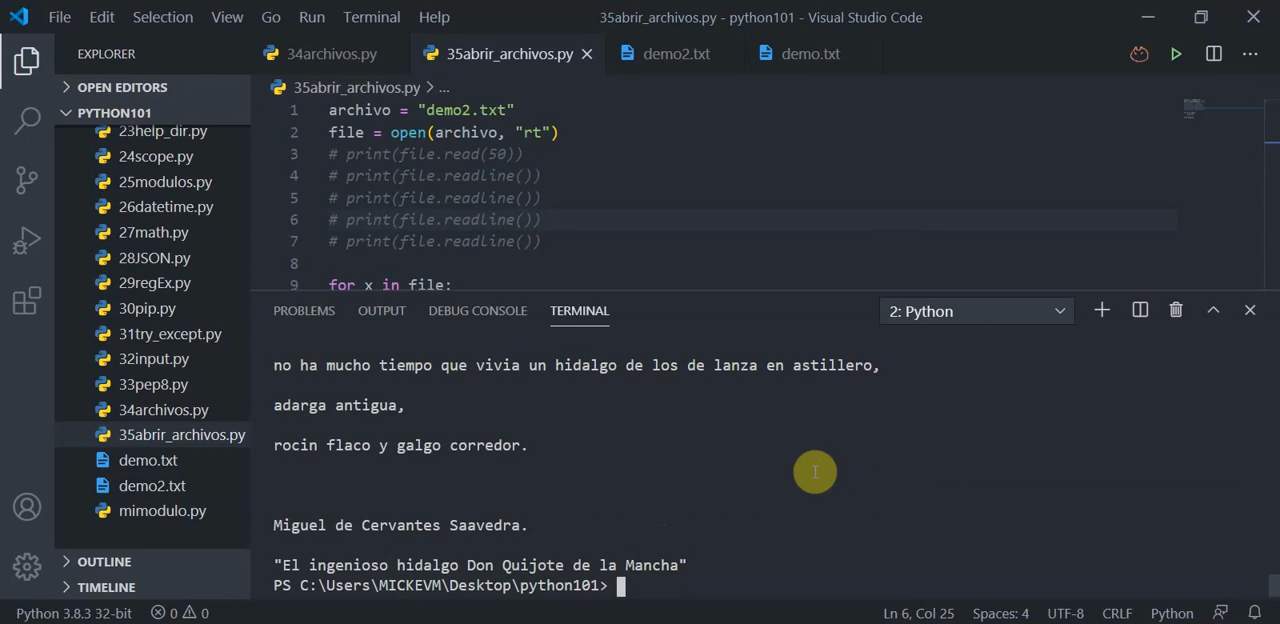 File Edit Selection View Go Run Terminal Help 35abrir_archivos.py - python101 - Visual Studio Code
EXPLORER
OPEN EDITORS
PYTHON101
23help_dir.py
24scope.py
25modulos.py
26datetime.py
27math.py
28JSON.py
29regEx.py
30pip.py
31try_except.py
32input.py
33pep8.py
34archivos.py
35abrir_archivos.py
demo.txt
demo2.txt
mimodulo.py
OUTLINE
TIMELINE
34archivos.py 35abrir_archivos.py demo2.txt demo.txt
35abrir_archivos.py > ...
1 archivo = "demo2.txt"
2 file = open(archivo, "rt")
3 # print(file.read(50))
4 # print(file.readline())
5 # print(file.readline())
6 # print(file.readline())
7 # print(file.readline())
8
9 for x in file:
PROBLEMS OUTPUT DEBUG CONSOLE TERMINAL 2: Python
no ha mucho tiempo que vivia un hidalgo de los de lanza en astillero,
adarga antigua,
rocin flaco y galgo corredor.
Miguel de Cervantes Saavedra.
"El ingenioso hidalgo Don Quijote de la Mancha"
PS C:\Users\MICKEVM\Desktop\python101>
Python 3.8.3 32-bit 0 0 Ln 6, Col 25 Spaces: 4 UTF-8 CRLF Python